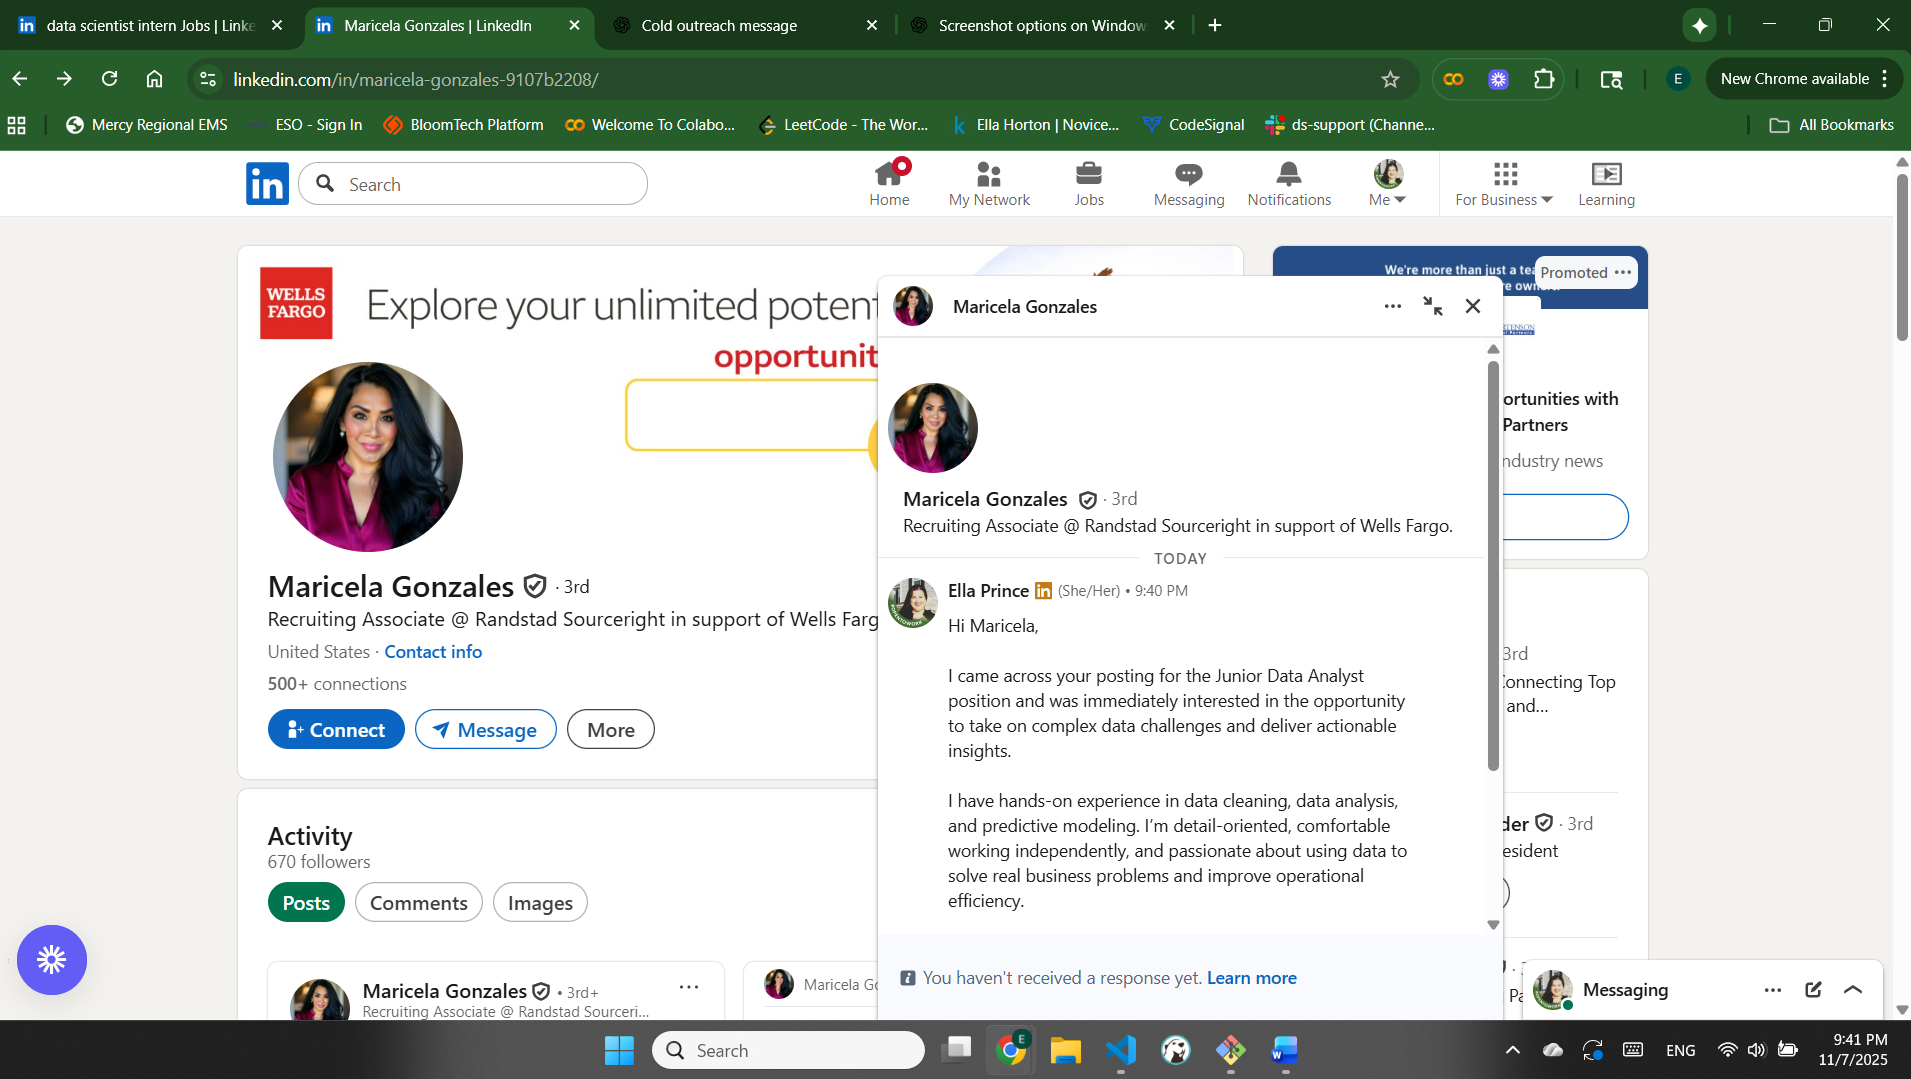 data scientist intern Jobs | Linke
Maricela Gonzales | LinkedIn
Cold outreach message
Screenshot options on Window
linkedin.com/in/maricela-gonzales-9107b2208/
E
New Chrome available
Mercy Regional EMS
ESO - Sign In
BloomTech Platform
Welcome To Colabo...
LeetCode - The Wor...
Ella Horton | Novice...
CodeSignal
ds-support (Channe...
All Bookmarks
in
Search
Home
My Network
Jobs
Messaging
Notifications
Me
For Business
Learning
WELLS
FARGO
Explore your unlimited potent
opportunit
Maricela Gonzales · 3rd
Recruiting Associate @ Randstad Sourceright in support of Wells Farg
United States · Contact info
500+ connections
Connect
Message
More
Activity
670 followers
Posts
Comments
Images
Maricela Gonzales • 3rd+
Recruiting Associate @ Randstad Sourceri...
Maricela Go
Maricela Gonzales
Maricela Gonzales · 3rd
Recruiting Associate @ Randstad Sourceright in support of Wells Fargo.
TODAY
Ella Prince in (She/Her) • 9:40 PM
Hi Maricela,
I came across your posting for the Junior Data Analyst
position and was immediately interested in the opportunity
to take on complex data challenges and deliver actionable
insights.
I have hands-on experience in data cleaning, data analysis,
and predictive modeling. I'm detail-oriented, comfortable
working independently, and passionate about using data to
solve real business problems and improve operational
efficiency.
You haven't received a response yet. Learn more
We're more than just a tea
Promoted
ortunities with
Partners
ndustry news
3rd
Connecting Top
and...
der · 3rd
esident
Pa
Messaging
Search
ENG
9:41 PM
11/7/2025